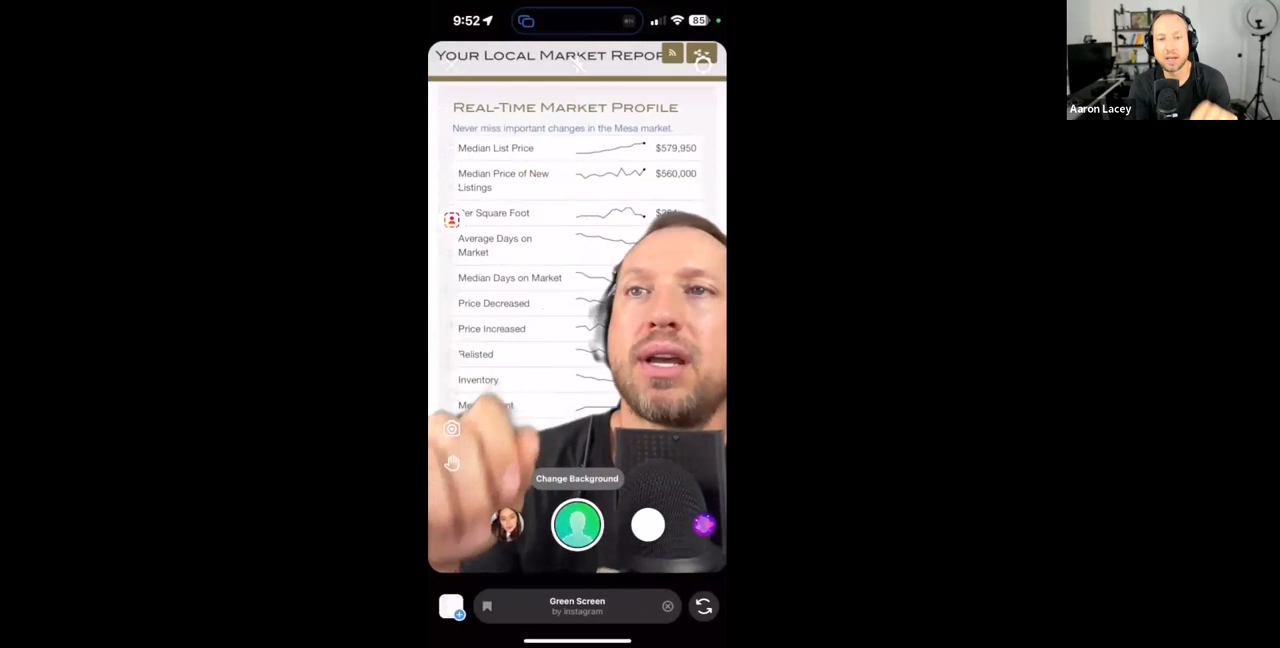 9:52
85
YOUR LOCAL MARKET REPOR
REAL-TIME MARKET PROFILE
Never miss important changes in the Mesa market.
Median List Price $579,950
Median Price of New $560,000
Listings
Per Square Foot
Average Days on
Market
Median Days on Market
Price Decreased
Price Increased
Relisted
Inventory
Change Background
Green Screen
by instagram
Aaron Lacey